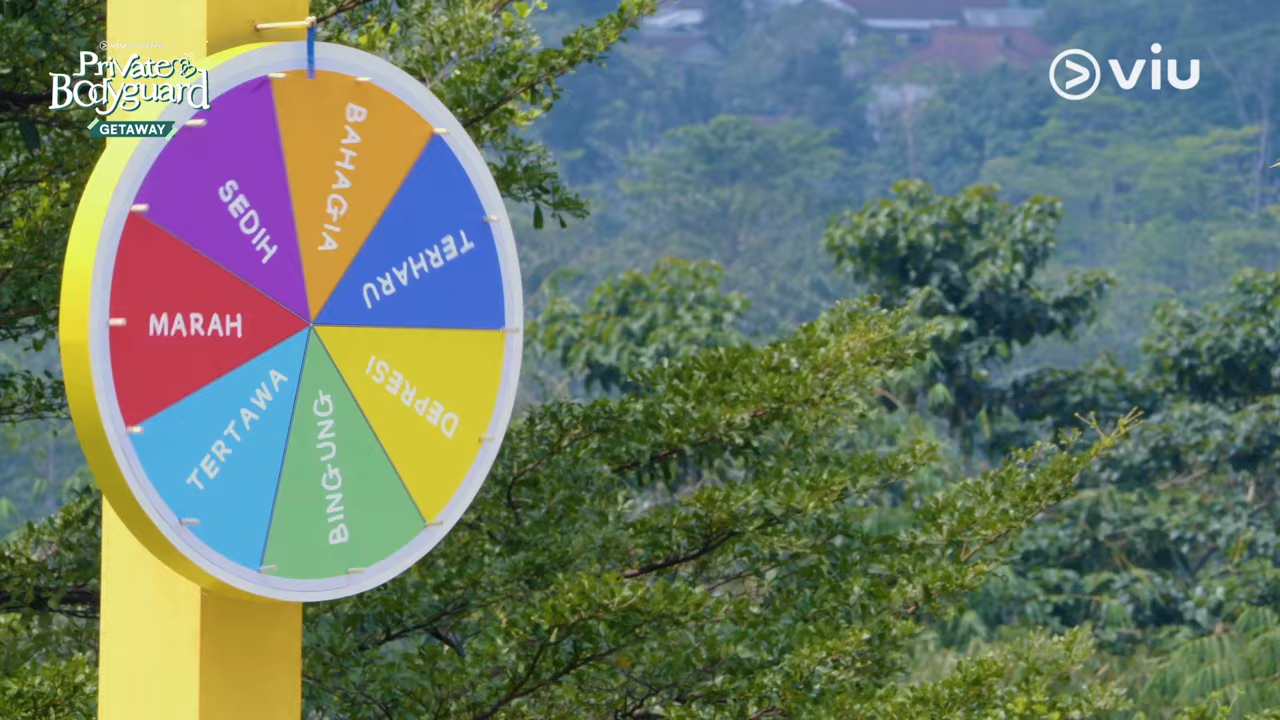 Private
Bodyguard
GETAWAY
viu
BAHAGIA
TERHARU
DEPRESI
BINGUNG
TERTAWA
MARAH
SEDIH